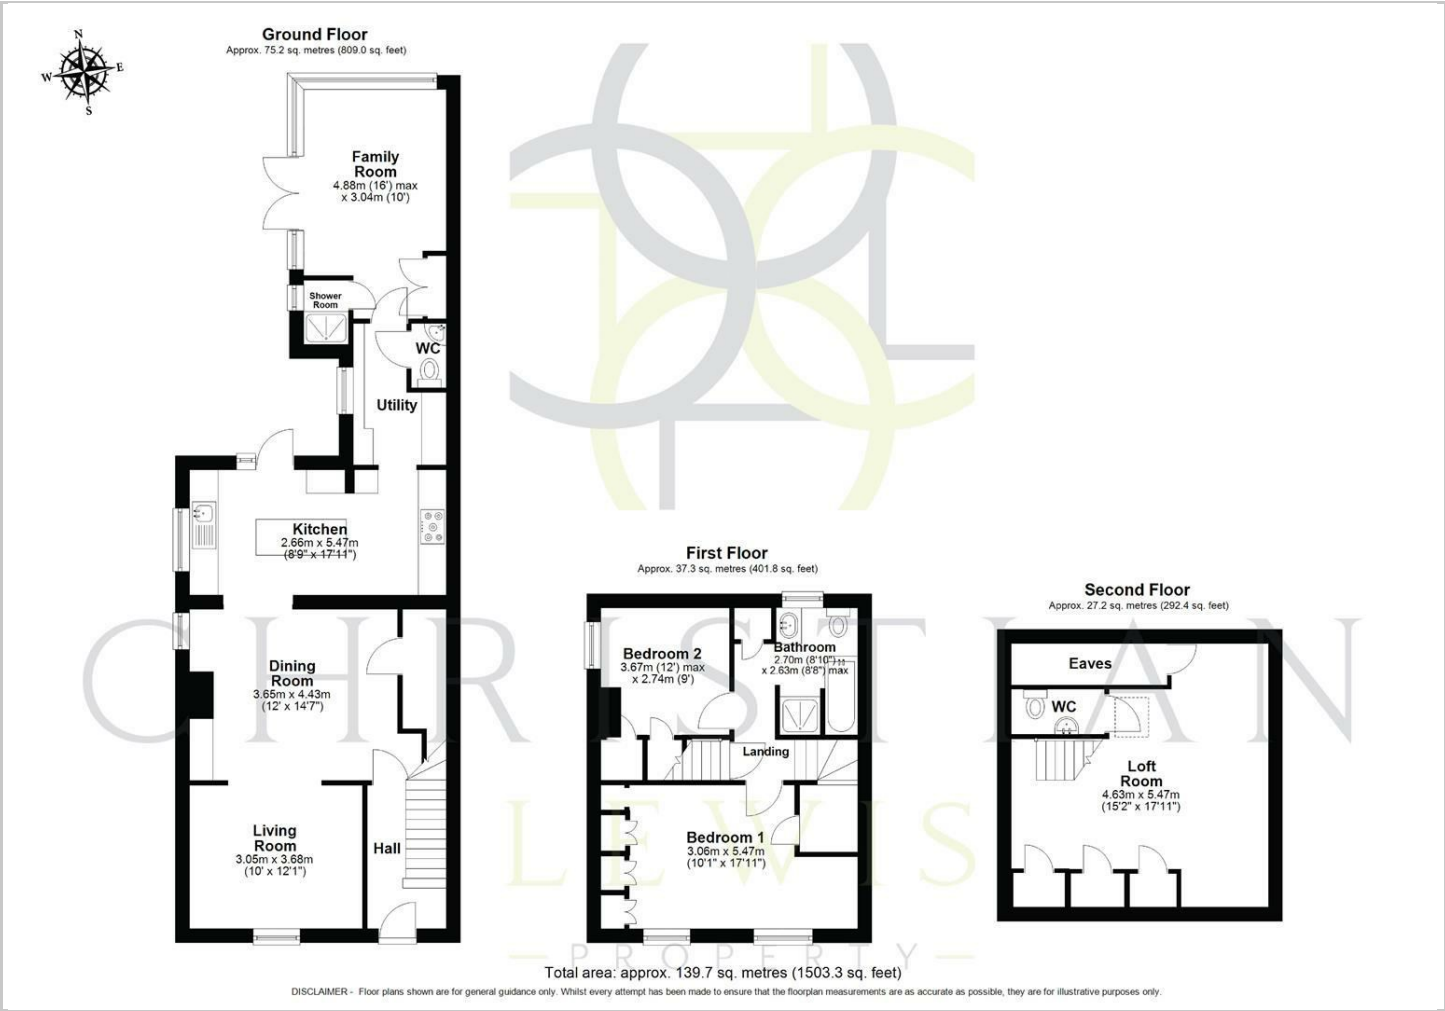 N
W E
S
Ground Floor
Approx. 75.2 sq. metres (809.0 sq. feet)
Family
Room
4.88m (16') max
x 3.04m (10')
Shower
Room
WC
Utility
Kitchen
2.66m x 5.47m
(8'9" x 17'11")
Dining
Room
3.65m x 4.43m
(12' x 14'7")
Living
Room
3.05m x 3.68m
(10' x 12'1")
Hall
First Floor
Approx. 37.3 sq. metres (401.8 sq. feet)
Bedroom 2
3.67m (12') max
x 2.74m (9')
Bathroom
2.70m (8'10")
x 2.63m (8'8") max
Landing
Bedroom 1
3.06m x 5.47m
(10'1" x 17'11")
Second Floor
Approx. 27.2 sq. metres (292.4 sq. feet)
Eaves
WC
Loft
Room
4.63m x 5.47m
(15'2" x 17'11")
CHRISTIAN
LEWIS
PROPERTY
Total area: approx. 139.7 sq. metres (1503.3 sq. feet)
DISCLAIMER - Floor plans shown are for general guidance only. Whilst every attempt has been made to ensure that the floorplan measurements are as accurate as possible, they are for illustrative purposes only.